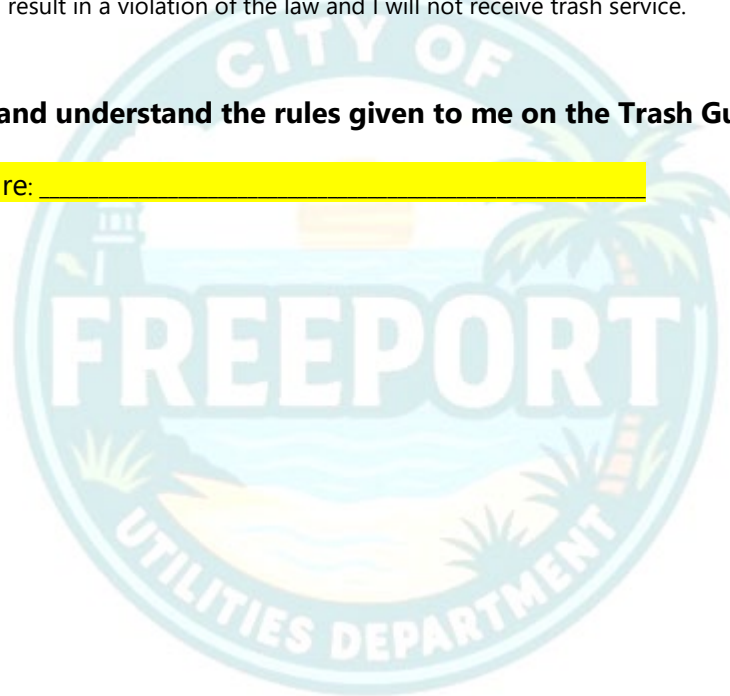 result in a violation of the law and I will not receive trash service.
CITY OF
and understand the rules given to me on the Trash Gu
re: ____________________________________________
FREEPORT
UTILITIES DEPARTMENT